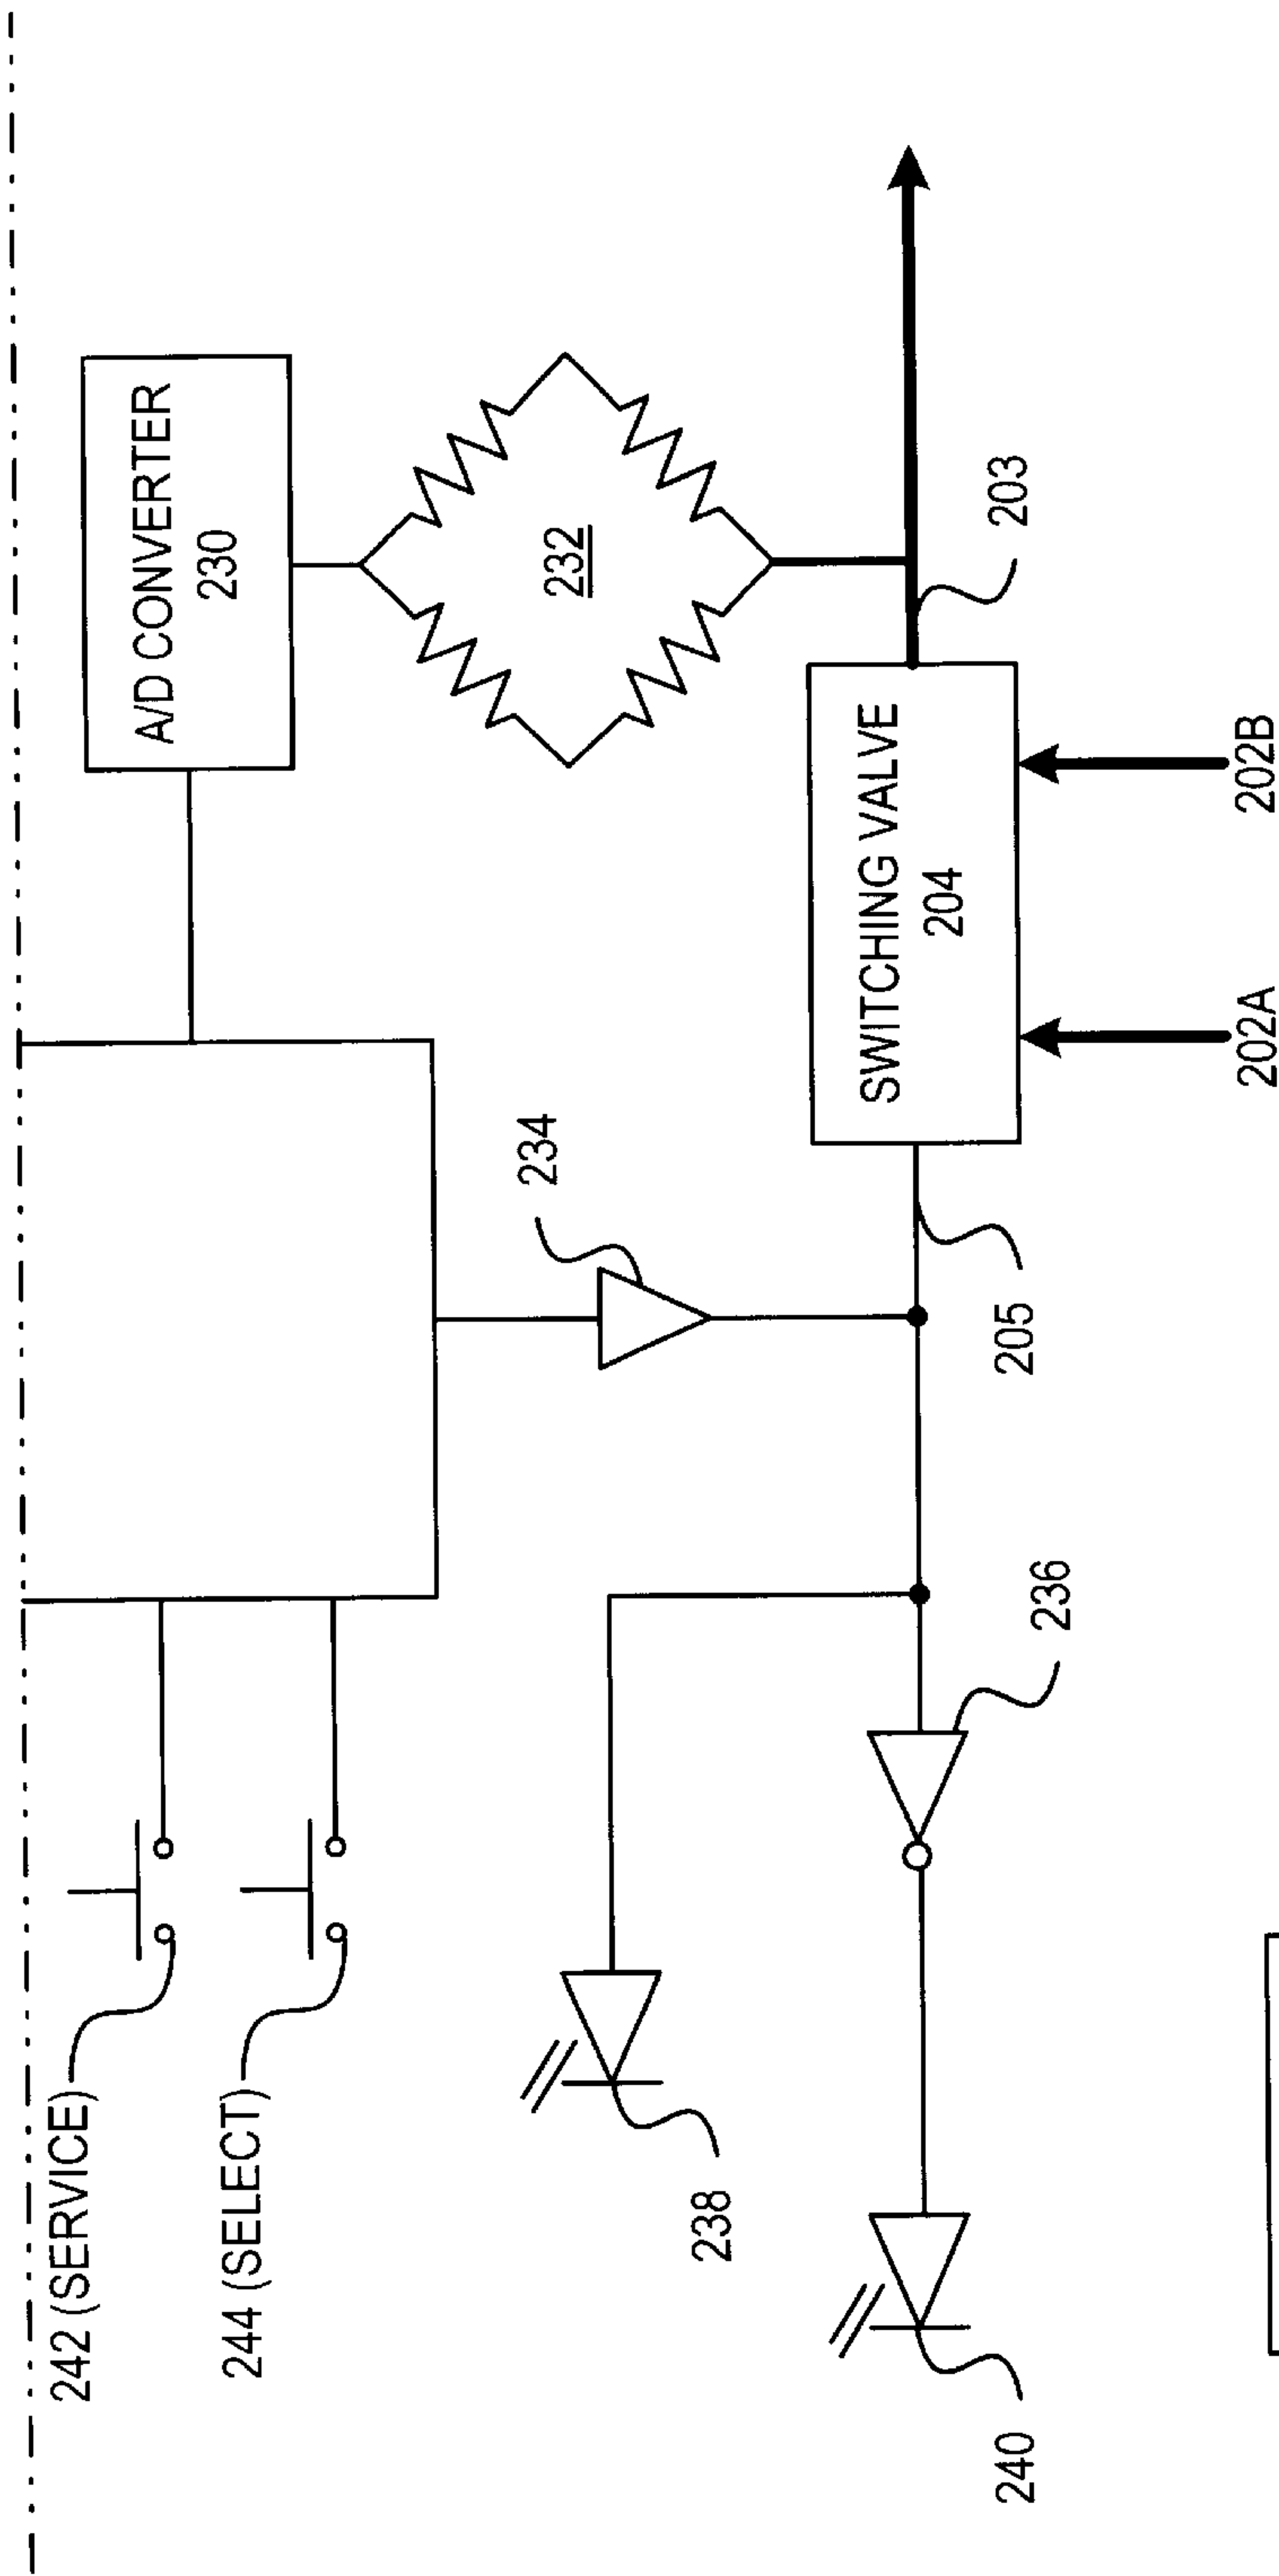 242 (SERVICE)
244 (SELECT)
A/D CONVERTER
230
232
234
238
236
240
205
SWITCHING VALVE
204
203
202A
202B